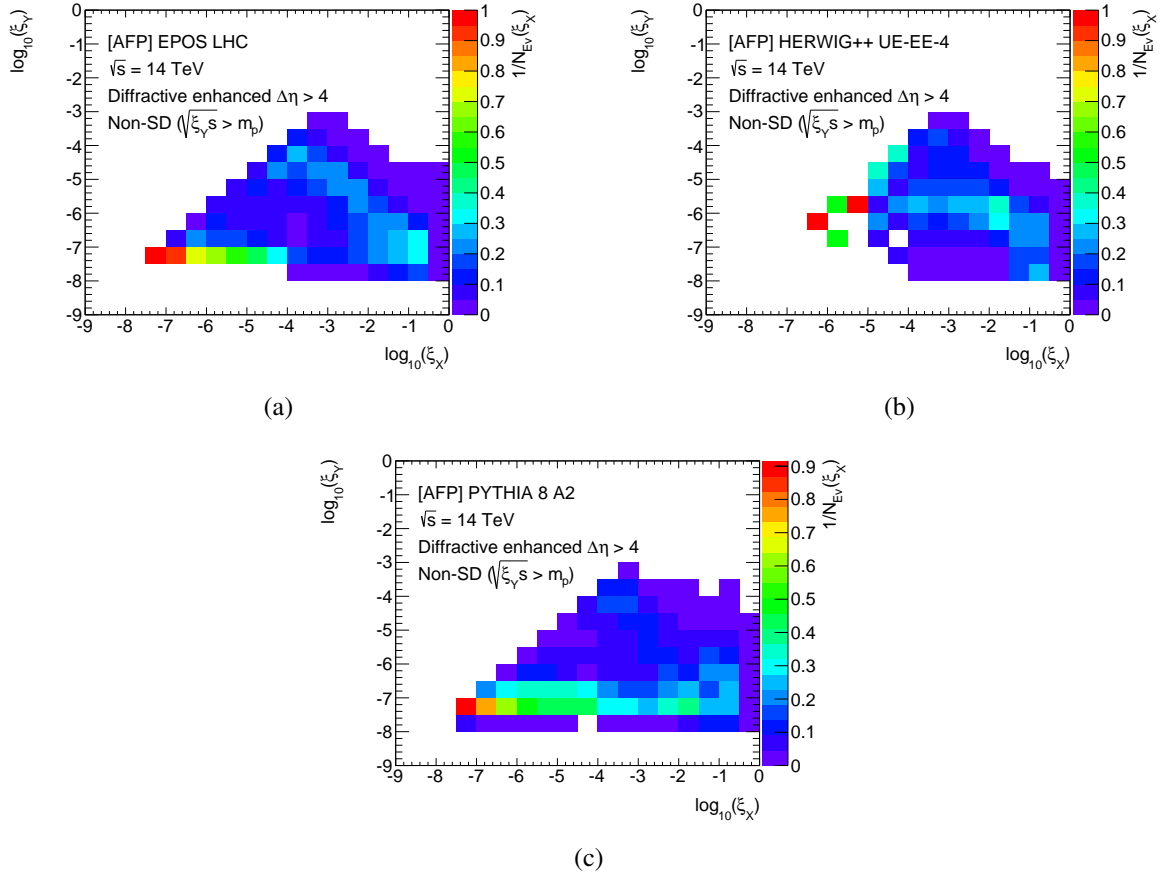 log₁₀(ξ_Y)
0
-1
-2
-3
-4
-5
-6
-7
-8
-9
[AFP] EPOS LHC
√s = 14 TeV
Diffractive enhanced Δη > 4
Non-SD (√ξ_Y s > m_p)
-9 -8 -7 -6 -5 -4 -3 -2 -1 0
log₁₀(ξ_X)
1
0.9
0.8
0.7
0.6
0.5
0.4
0.3
0.2
0.1
0
1/N_Ev(ξ_X)
(a)
log₁₀(ξ_Y)
0
-1
-2
-3
-4
-5
-6
-7
-8
-9
[AFP] HERWIG++ UE-EE-4
√s = 14 TeV
Diffractive enhanced Δη > 4
Non-SD (√ξ_Y s > m_p)
-9 -8 -7 -6 -5 -4 -3 -2 -1 0
log₁₀(ξ_X)
1
0.9
0.8
0.7
0.6
0.5
0.4
0.3
0.2
0.1
0
1/N_Ev(ξ_X)
(b)
log₁₀(ξ_Y)
0
-1
-2
-3
-4
-5
-6
-7
-8
-9
[AFP] PYTHIA 8 A2
√s = 14 TeV
Diffractive enhanced Δη > 4
Non-SD (√ξ_Y s > m_p)
-9 -8 -7 -6 -5 -4 -3 -2 -1 0
log₁₀(ξ_X)
0.9
0.8
0.7
0.6
0.5
0.4
0.3
0.2
0.1
0
1/N_Ev(ξ_X)
(c)